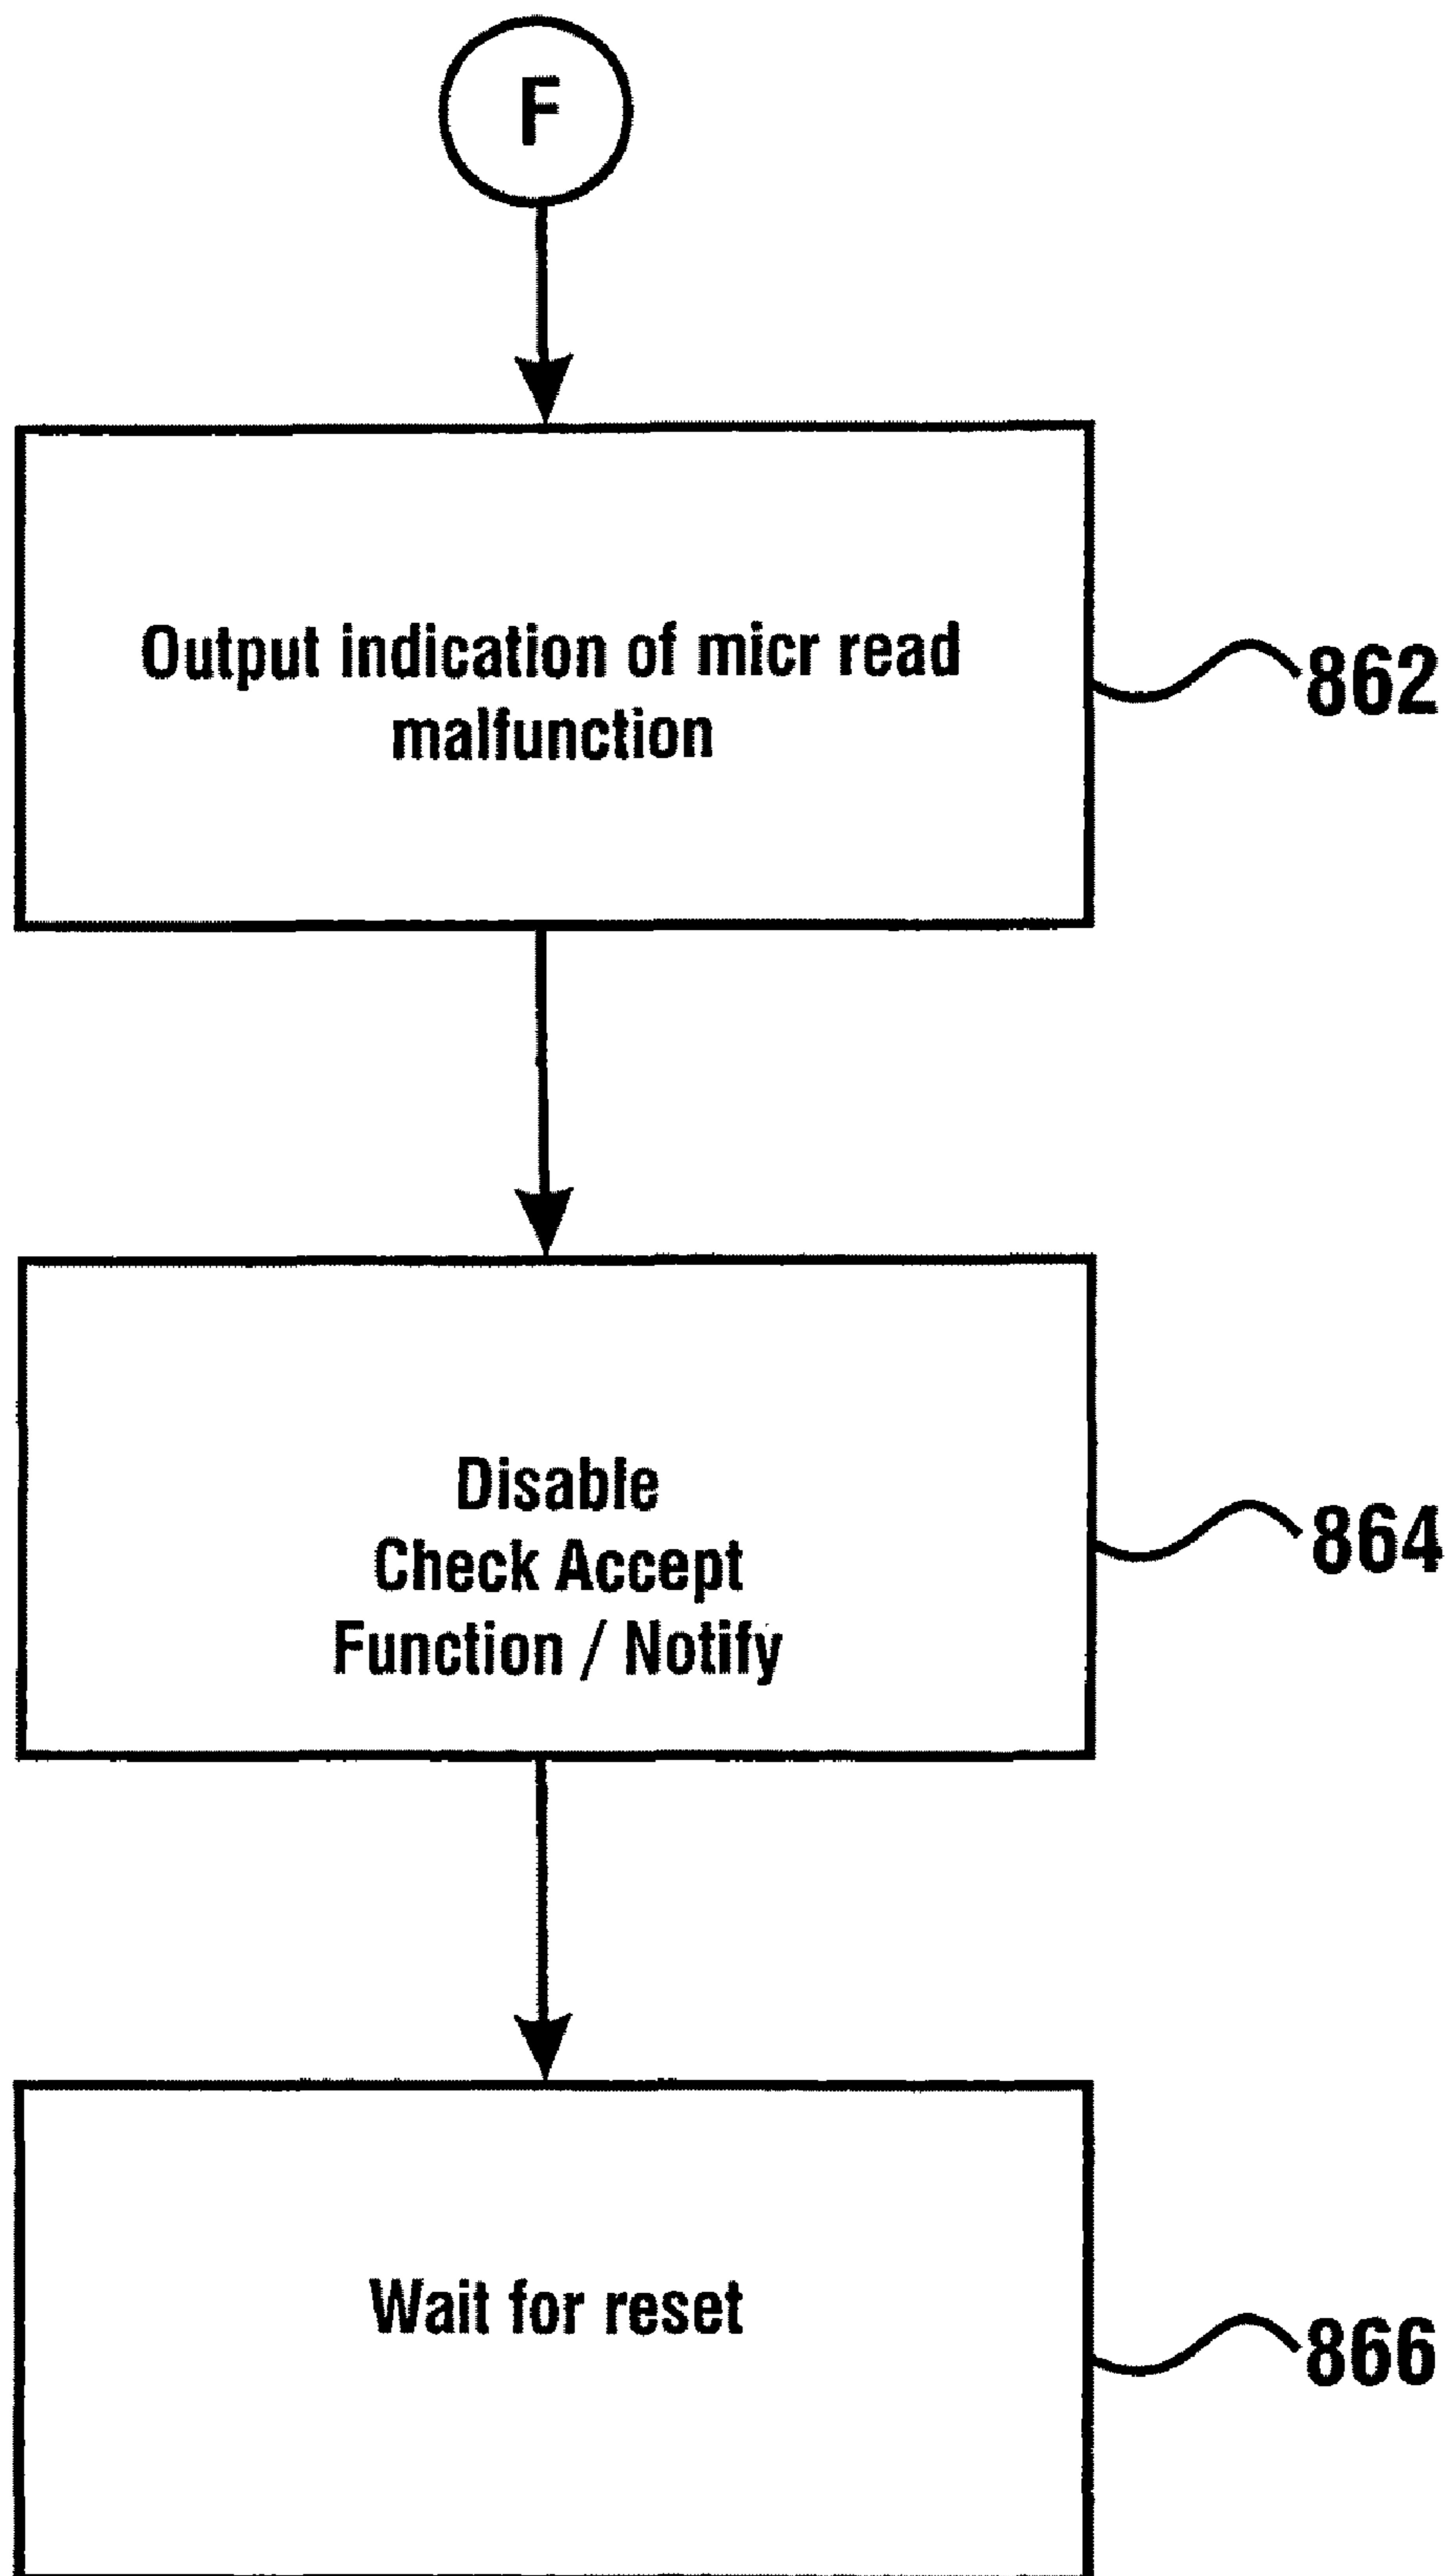 F
Output indication of micr read
malfunction
862
Disable
Check Accept
Function / Notify
864
Wait for reset
866